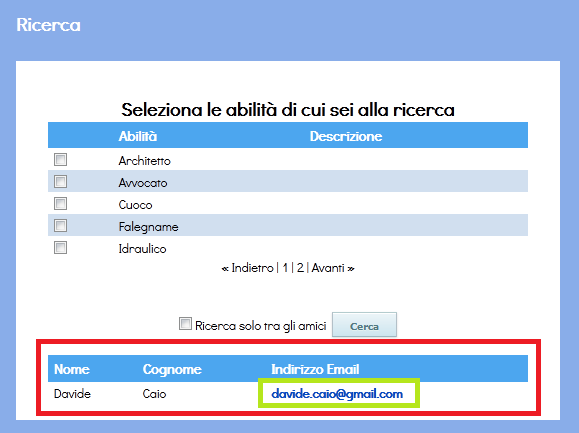 Ricerca
Seleziona le abilità di cui sei alla ricerca
Abilità Descrizione
Architetto
Avvocato
Cuoco
Falegname
Idraulico
« Indietro | 1 | 2 | Avanti »
Ricerca solo tra gli amici Cerca
Nome Cognome Indirizzo Email
Davide Caio davide.caio@gmail.com